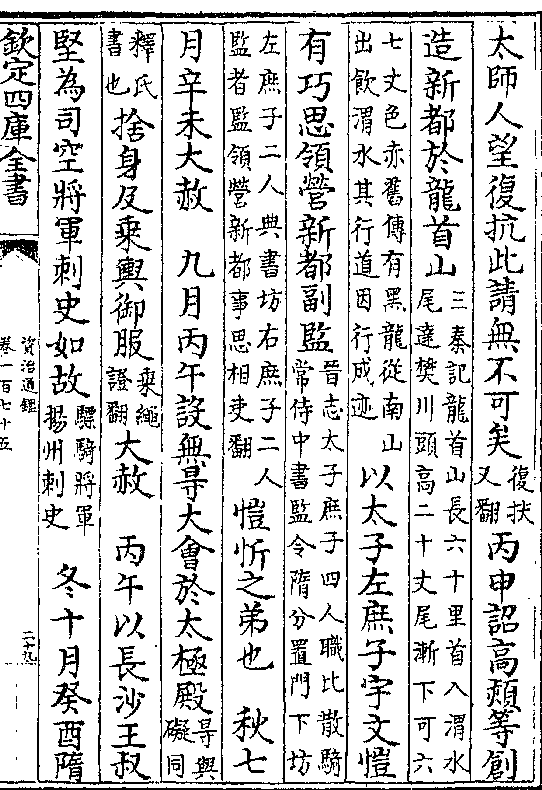 太師人望復抗此請無不可矣復扶又翻丙申詔髙熲等創
造新都於龍首山三秦記龍首山長六十里首入渭水尾達樊川頭髙二十丈尾漸下可六
七丈色赤舊傳有黒龍從南山出飲渭水其行道因行成迹以太子左庶子宇文愷
有巧思領營新都副監晉志太子庶子四人職比散騎常侍中書監令隋分置門下坊
左庶子二人典書坊右庶子二人監者監領營新都事思相吏翻愷忻之弟也　秋七
月辛未大赦　九月丙午設無㝵大會於太極殿㝵與礙同
釋氏書也捨身及乗輿御服乗繩證翻大赦　丙午以長沙王叔
堅為司空將軍刺史如故驃騎將軍揚州刺史　冬十月癸酉隋
欽定四庫全書
資治通鑑
卷一百七十五
二十九